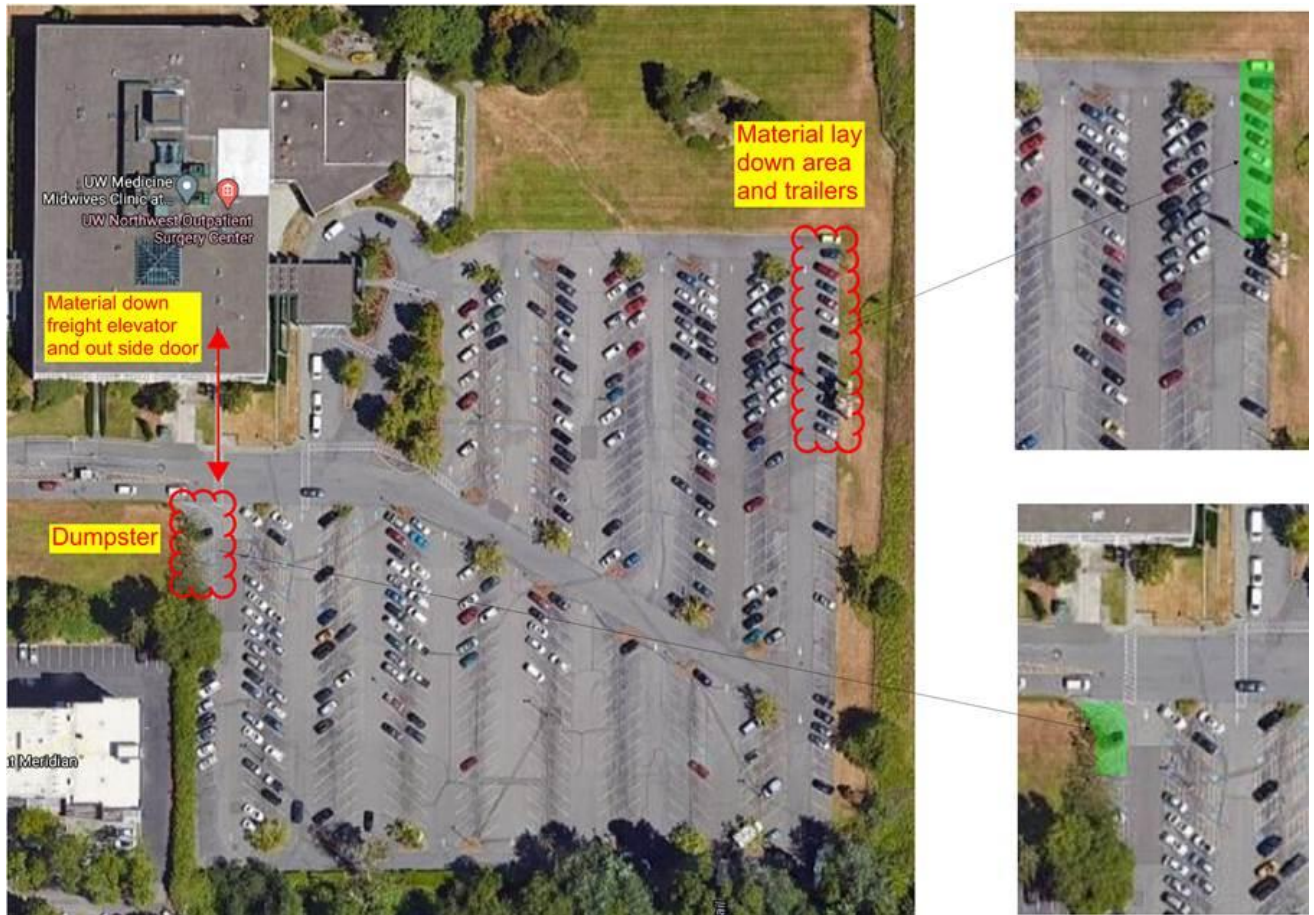 UW Medicine
Midwives Clinic at...
UW Northwest Outpatient
Surgery Center
Material lay
down area
and trailers
Material down
freight elevator
and out side door
Dumpster
at Meridian